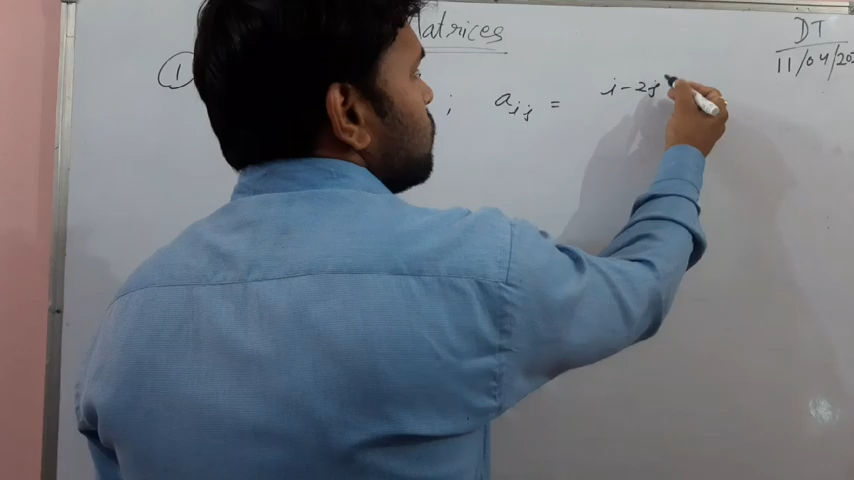 Matrices
DT
11/04/20
①
; aij = i-2j